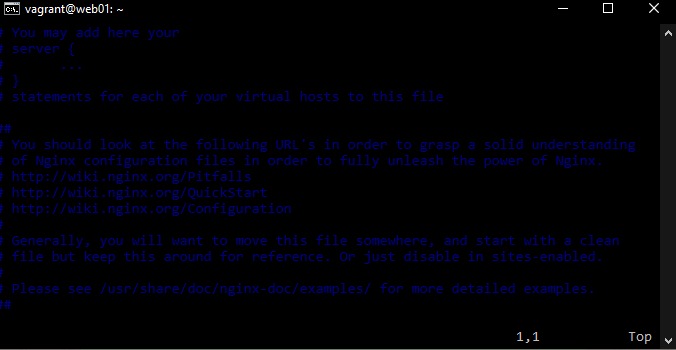 vagrant@web01: ~
# You may add here your
# server {
#       ...
# }
# statements for each of your virtual hosts to this file

##
# You should look at the following URL's in order to grasp a solid understanding
# of Nginx configuration files in order to fully unleash the power of Nginx.
# http://wiki.nginx.org/Pitfalls
# http://wiki.nginx.org/QuickStart
# http://wiki.nginx.org/Configuration
#
# Generally, you will want to move this file somewhere, and start with a clean
# file but keep this around for reference. Or just disable in sites-enabled.
#
# Please see /usr/share/doc/nginx-doc/examples/ for more detailed examples.
##
1,1 Top